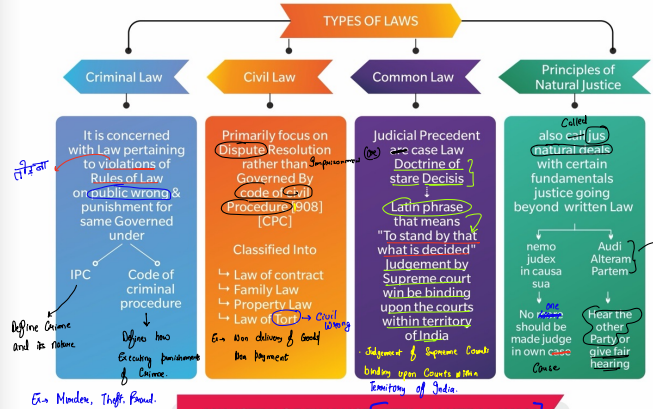 TYPES OF LAWS
Criminal Law
Civil Law
Common Law
Principles of
Natural Justice
It is concerned
with Law pertaining
to violations of
Rules of Law
on public wrong &
punishment for
same Governed
under
IPC
Code of
criminal
procedure
Define Crime
and its nature
Defines how
Executing punishments
of Crime.
Ex→ Murder, Theft, Fraud.
Primarily focus on
Dispute Resolution
rather than
Imprisonment
Governed By
code of civil
Procedure 1908]
[CPC]
Classified Into
↳ Law of contract
↳ Family Law
↳ Property Law
↳ Law of tort → Civil
Wrong
Ex→ Non delivery of Goods
Non payment
Judicial Precedent
(or) case Law
Doctrine of
stare Decisis
Latin phrase
that means
"To stand by that
what is decided"
Judgement by
Supreme court
win be binding
upon the courts
within territory
of India
• Judgement of Supreme Courts
binding upon Courts within
Territory of India.
Called
also call jus
natural deals
with certain
fundamentals
justice going
beyond written Law
nemo
judex
in causa
sua
No one
should be
made judge
in own case
Cause
Audi
Alteram
Partem
Hear the
other
Party or
give fair
hearing